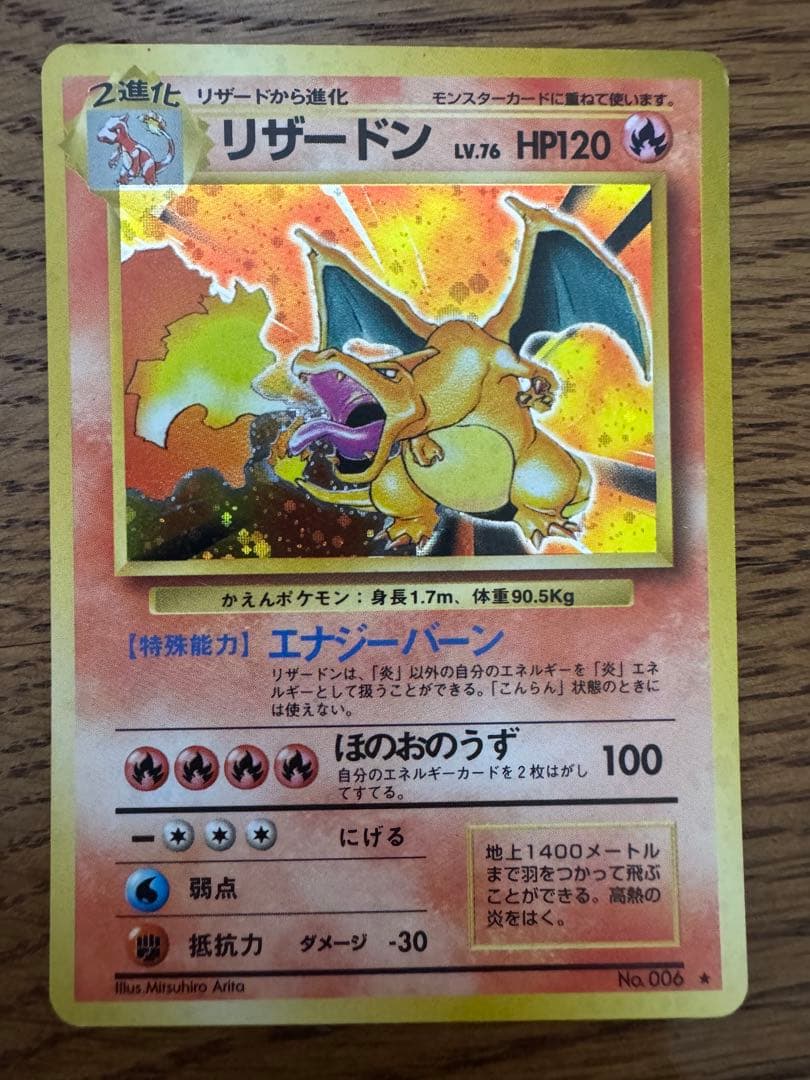 2進化 リザードから進化 モンスターカードに重ねて使います。
リザードン LV.76 HP120
かえんポケモン：身長1.7m、体重90.5Kg
【特殊能力】エナジーバーン
リザードンは、「炎」以外の自分のエネルギーを「炎」エネ
ルギーとして扱うことができる。「こんらん」状態のときに
は使えない。
ほのおのうず 100
自分のエネルギーカードを2枚はがし
てすてる。
にげる
弱点
抵抗力 ダメージ -30
地上1400メートル
まで羽をつかって飛ぶ
ことができる。高熱の
炎をはく。
Illus.Mitsuhiro Arita
No.006 ★